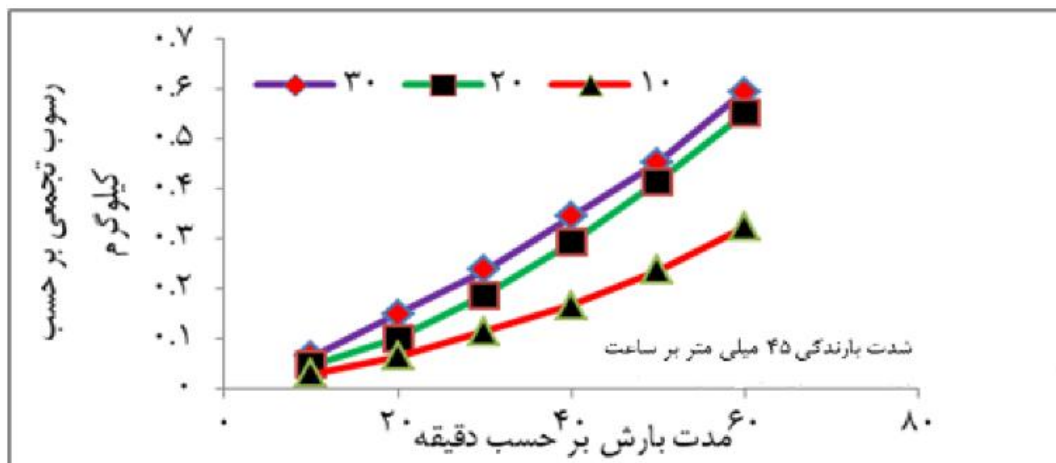 رسوب تجمعی بر حسب
کیلوگرم
۰.۷
۰.۶
۰.۵
۰.۴
۰.۳
۰.۲
۰.۱
۰
۳۰ ۲۰ ۱۰
شدت بارندگی ۴۵ میلی متر بر ساعت
۰ ۲۰ ۴۰ ۶۰ ۸۰
مدت بارش بر حسب دقیقه